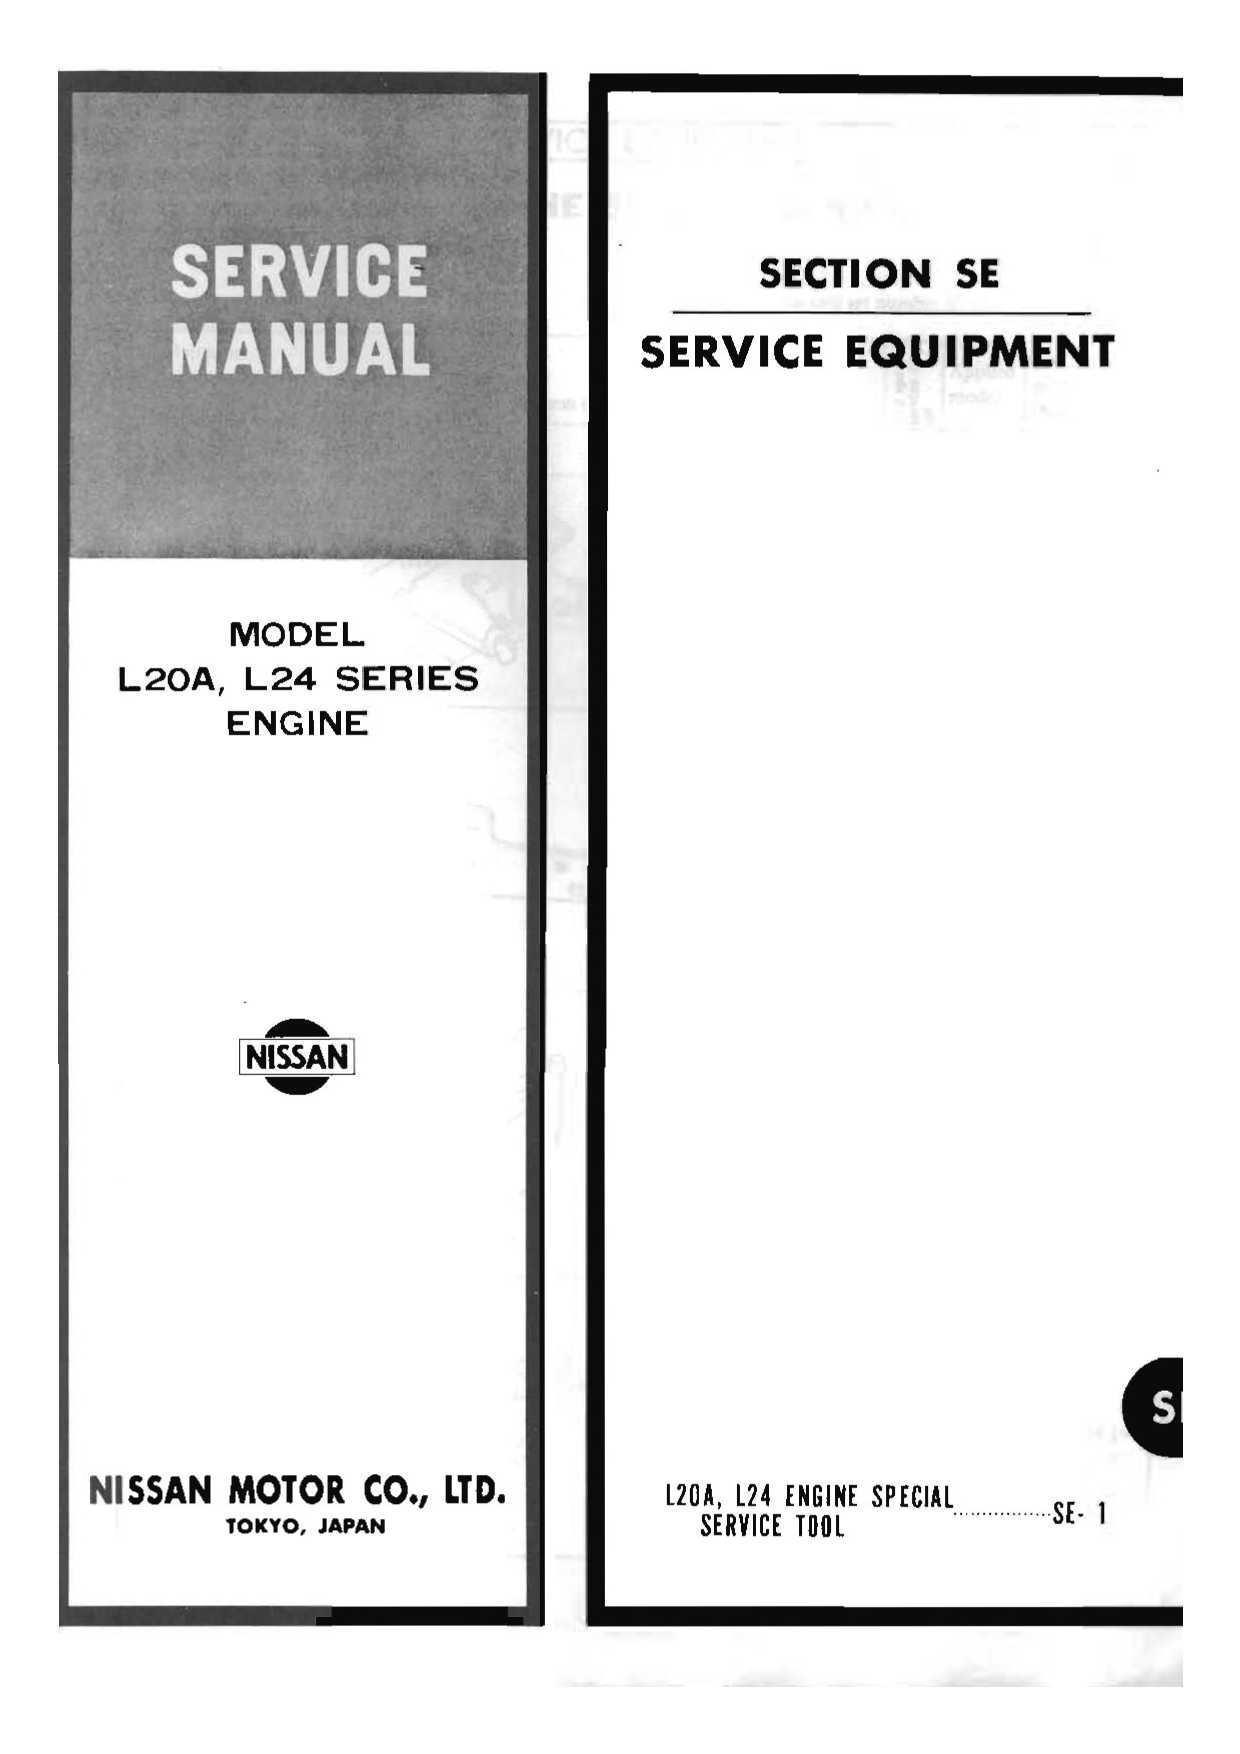 SERVICE
MANUAL
MODEL
L20A, L24 SERIES
ENGINE
NISSAN
NISSAN MOTOR CO., LTD.
TOKYO, JAPAN
SECTION SE
SERVICE EQUIPMENT
L20A, L24 ENGINE SPECIAL
SERVICE TOOL ................SE- 1